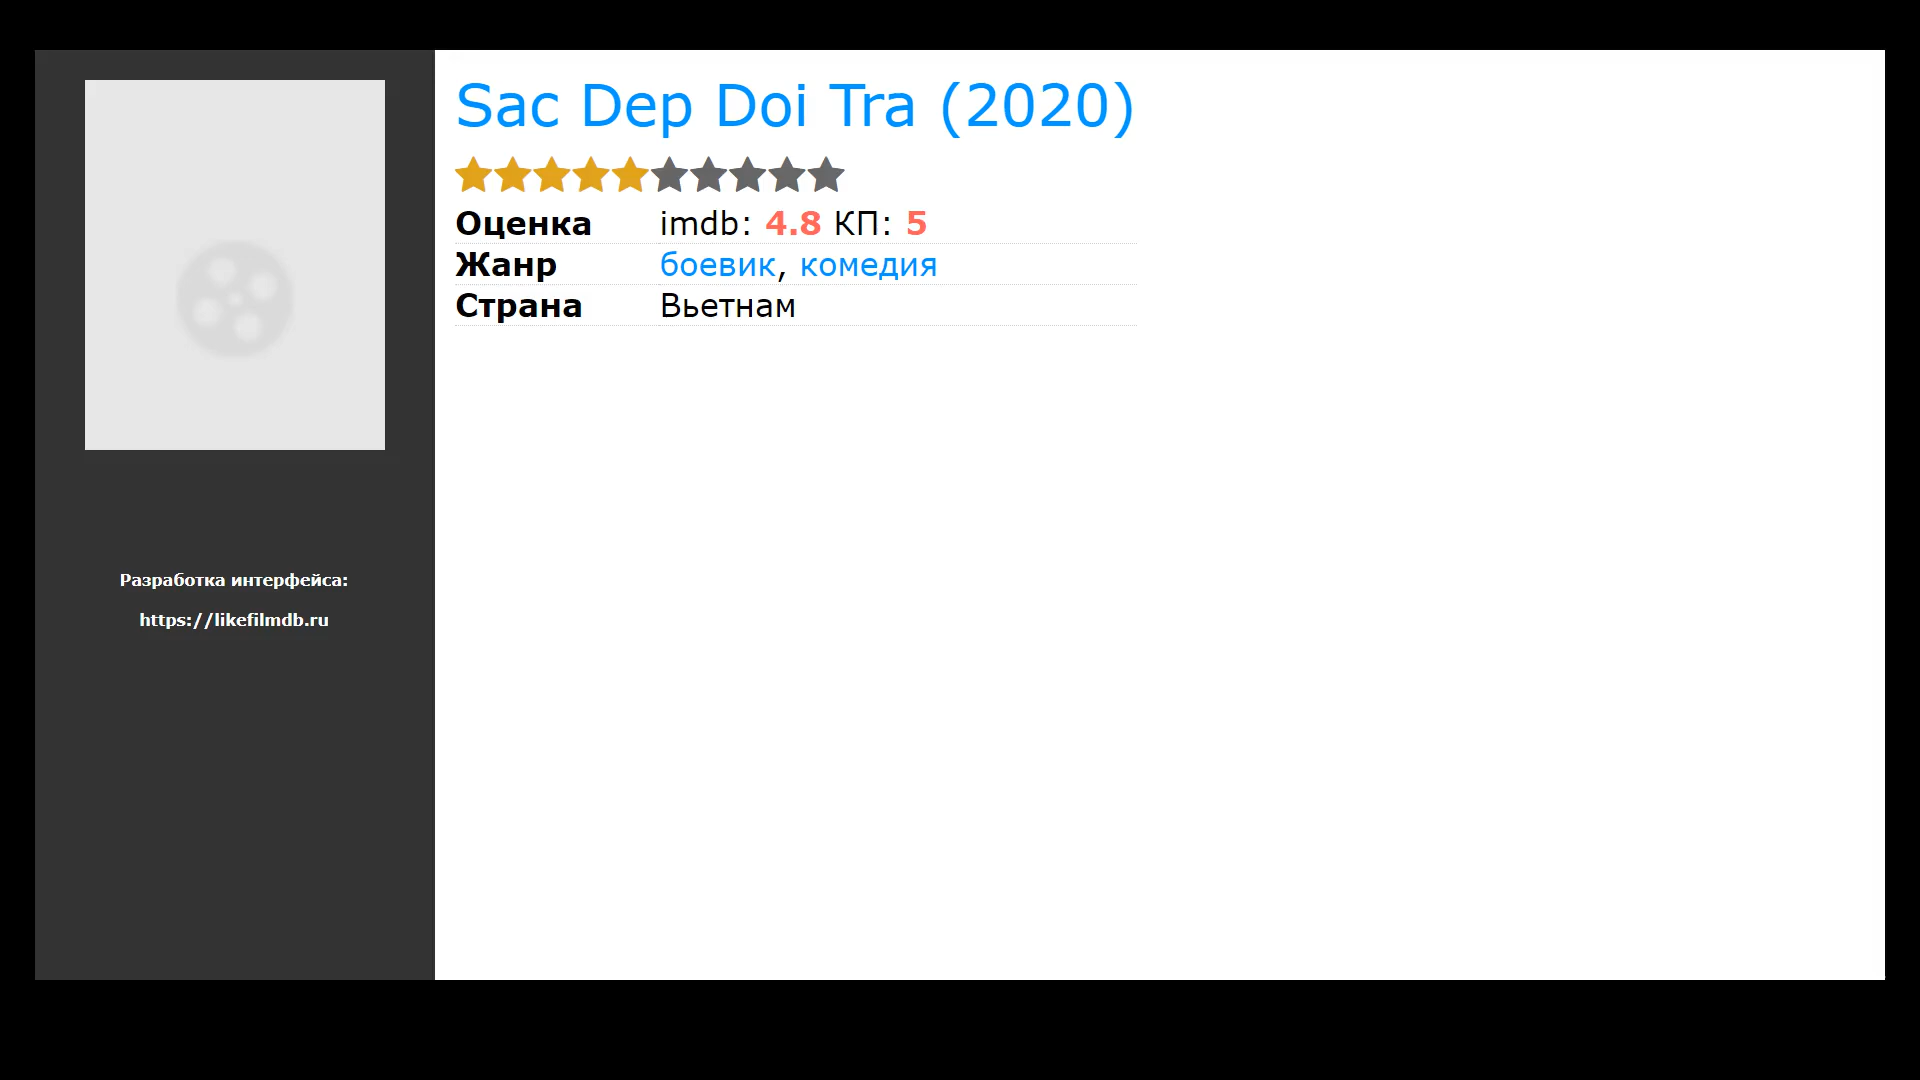 Sac Dep Doi Tra (2020)
Оценка imdb: 4.8 КП: 5
Жанр боевик, комедия
Страна Вьетнам
Разработка интерфейса:
https://likefilmdb.ru